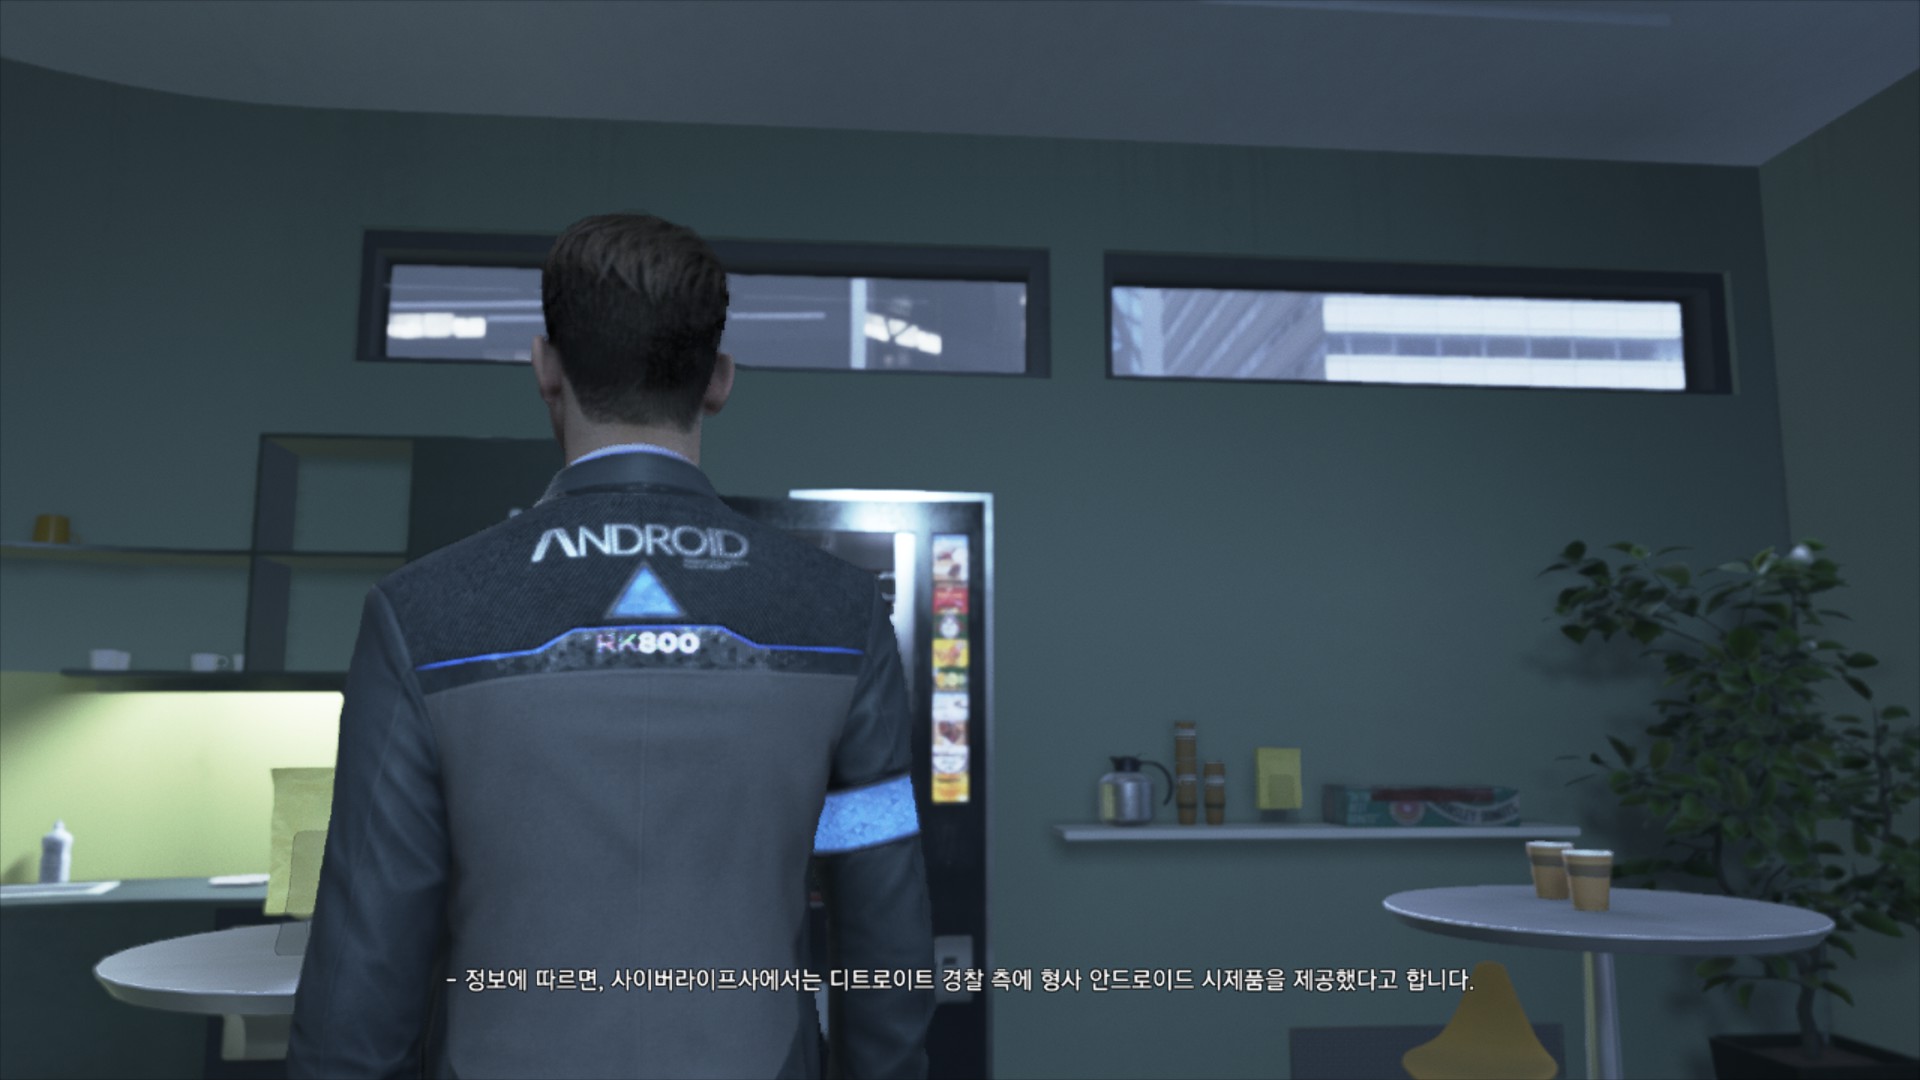 ANDROID
RK800
- 정보에 따르면, 사이버라이프사에서는 디트로이트 경찰 측에 형사 안드로이드 시제품을 제공했다고 합니다.